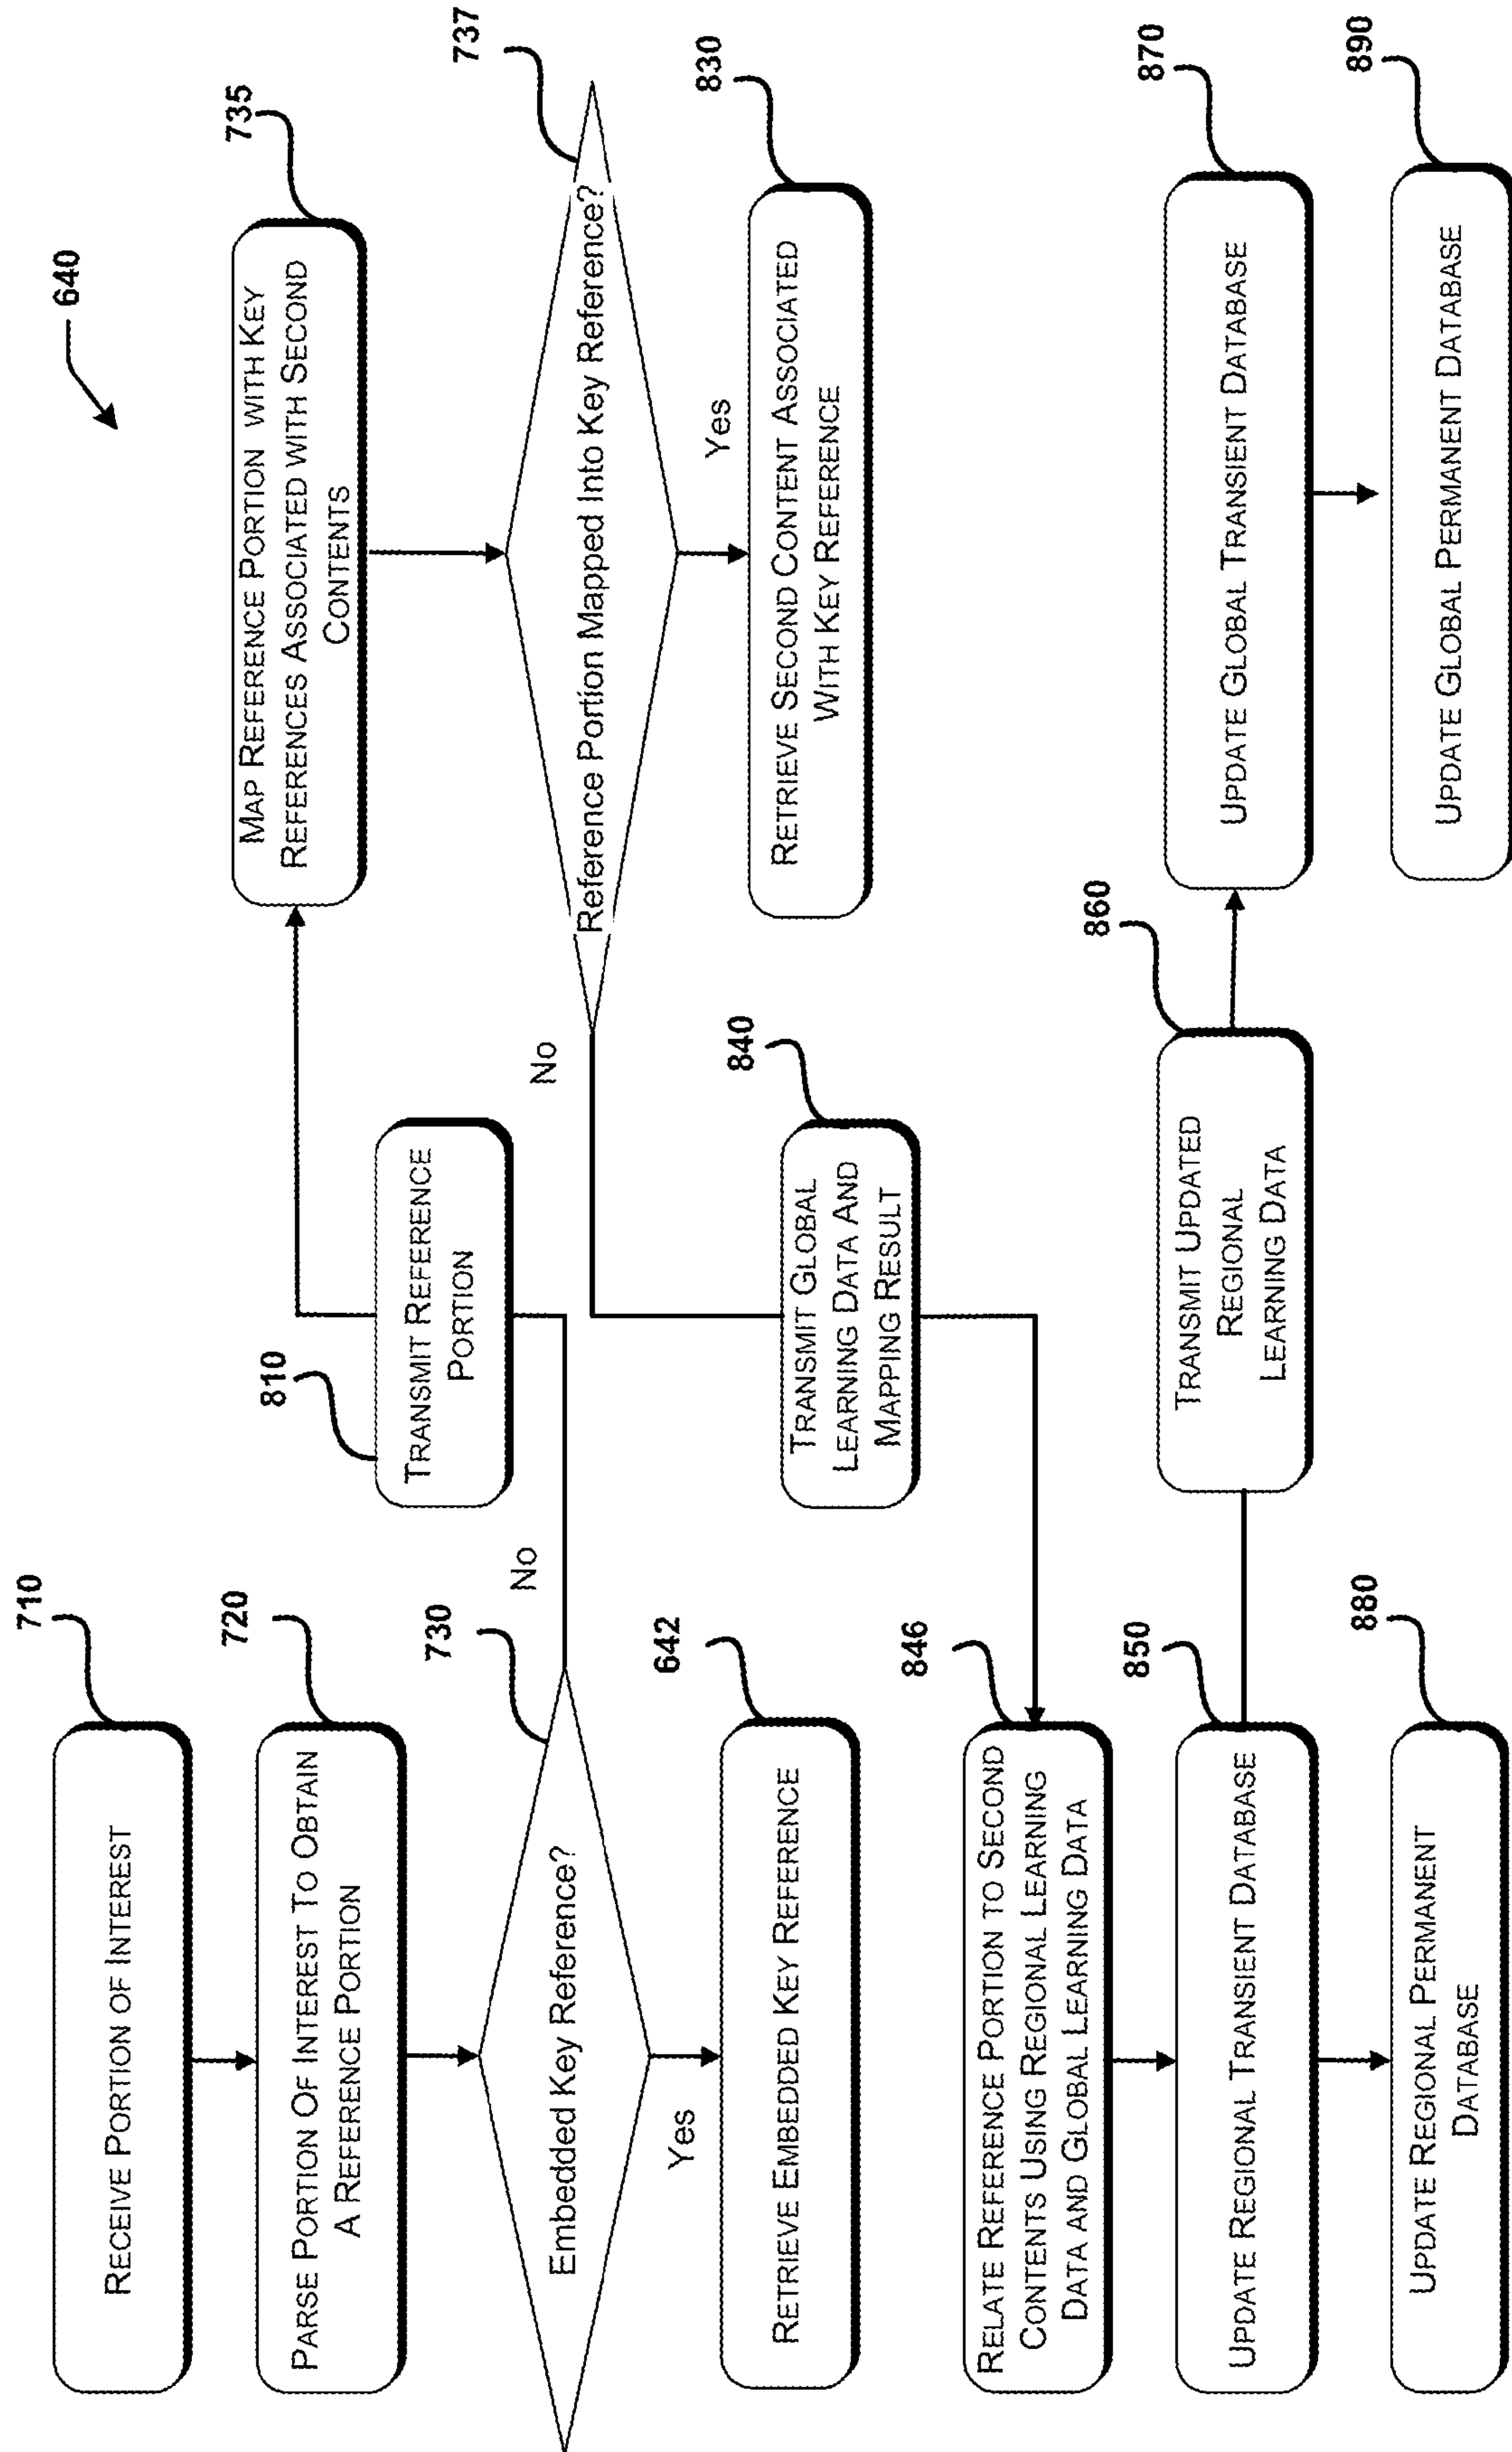 640
710
RECEIVE PORTION OF INTEREST
720
PARSE PORTION OF INTEREST TO OBTAIN
A REFERENCE PORTION
730
Embedded Key Reference?
No
Yes
642
RETRIEVE EMBEDDED KEY REFERENCE
810
TRANSMIT REFERENCE
PORTION
735
MAP REFERENCE PORTION WITH KEY
REFERENCES ASSOCIATED WITH SECOND
CONTENTS
737
Reference Portion Mapped Into Key Reference?
No
Yes
830
RETRIEVE SECOND CONTENT ASSOCIATED
WITH KEY REFERENCE
840
TRANSMIT GLOBAL
LEARNING DATA AND
MAPPING RESULT
846
RELATE REFERENCE PORTION TO SECOND
CONTENTS USING REGIONAL LEARNING
DATA AND GLOBAL LEARNING DATA
850
UPDATE REGIONAL TRANSIENT DATABASE
860
TRANSMIT UPDATED
REGIONAL
LEARNING DATA
870
UPDATE GLOBAL TRANSIENT DATABASE
880
UPDATE REGIONAL PERMANENT
DATABASE
890
UPDATE GLOBAL PERMANENT DATABASE